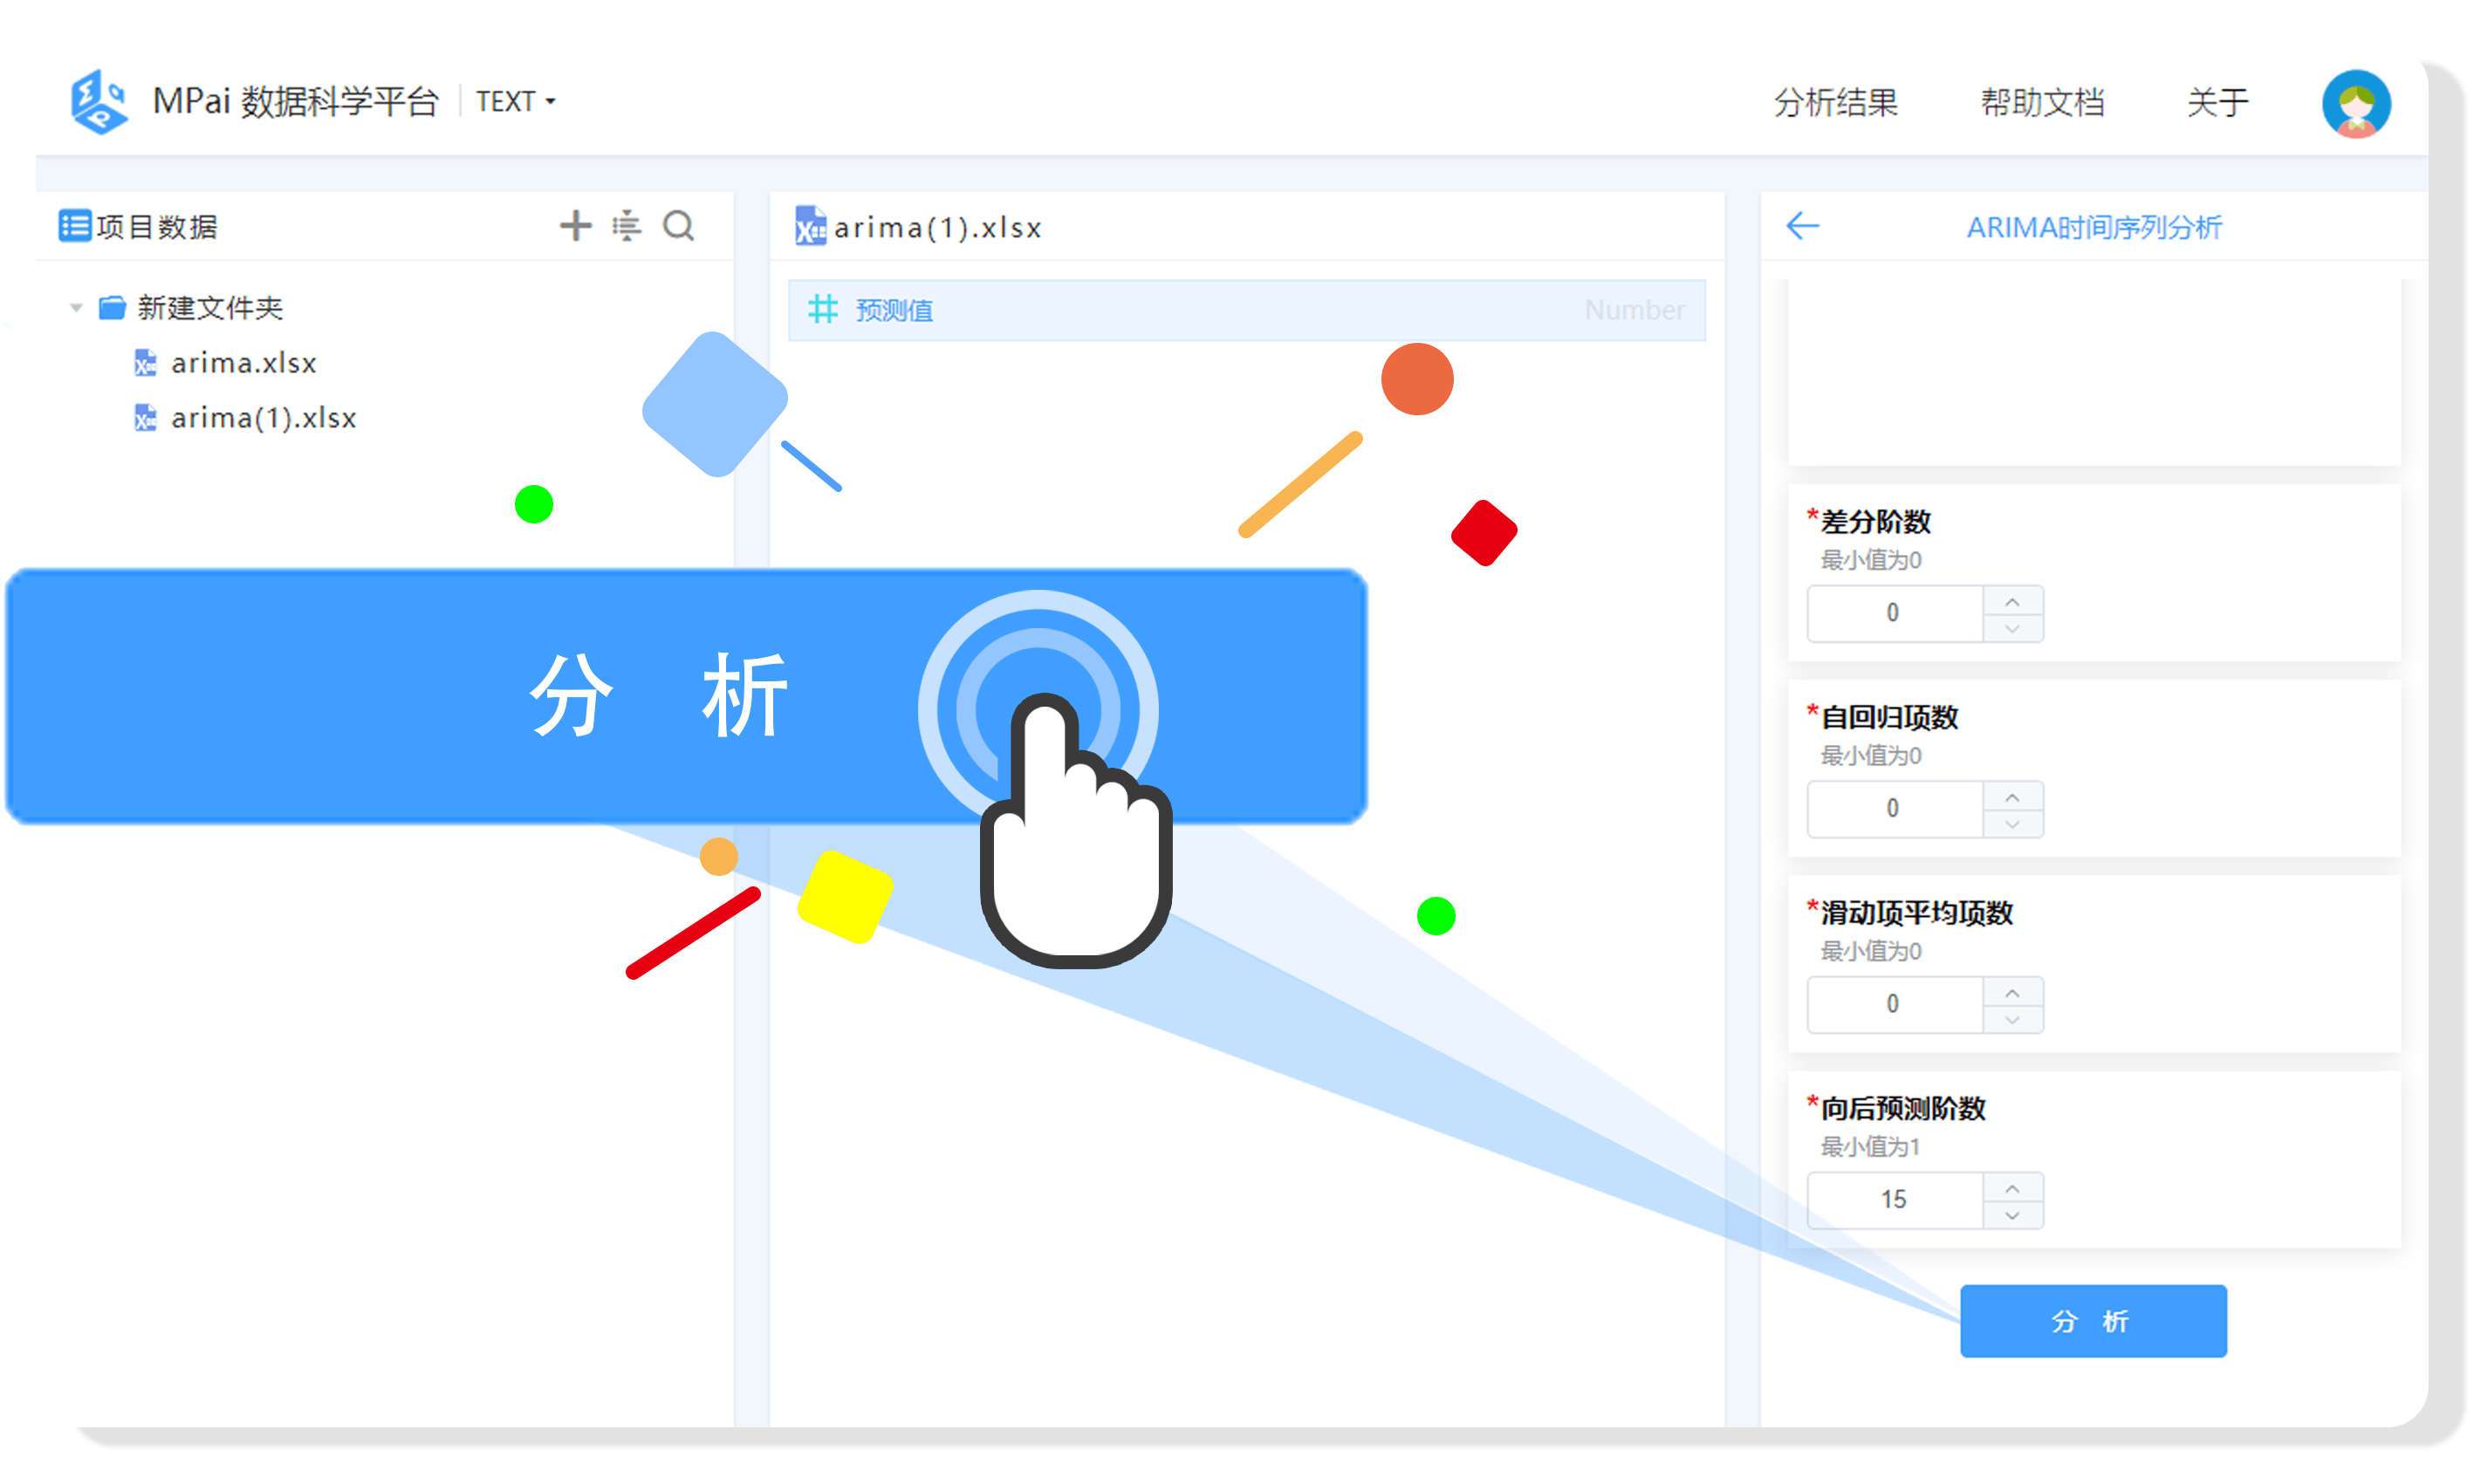 MPai 数据科学平台 TEXT
分析结果 帮助文档 关于
项目数据
新建文件夹
arima.xlsx
arima(1).xlsx
arima(1).xlsx
预测值 Number
分 析
ARIMA时间序列分析
*差分阶数
最小值为0
0
*自回归项数
最小值为0
0
*滑动项平均项数
最小值为0
0
*向后预测阶数
最小值为1
15
分 析